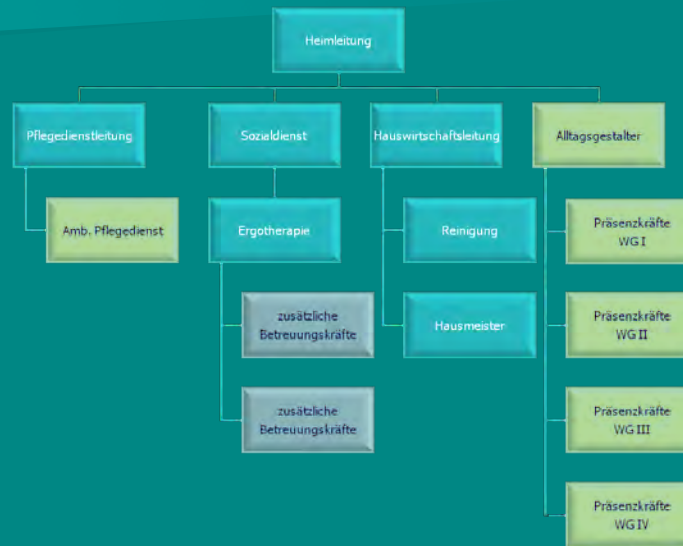 Heimleitung
Pflegedienstleitung
Sozialdienst
Hauswirtschaftsleitung
Alltagsgestalter
Amb. Pflegedienst
Ergotherapie
Reinigung
Präsenzkräfte
WG I
zusätzliche
Betreuungskräfte
Hausmeister
Präsenzkräfte
WG II
zusätzliche
Betreuungskräfte
Präsenzkräfte
WG III
Präsenzkräfte
WG IV